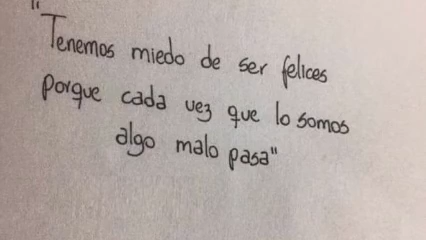 "
Tenemos miedo de ser felices
porque cada vez que lo somos
algo malo pasa"